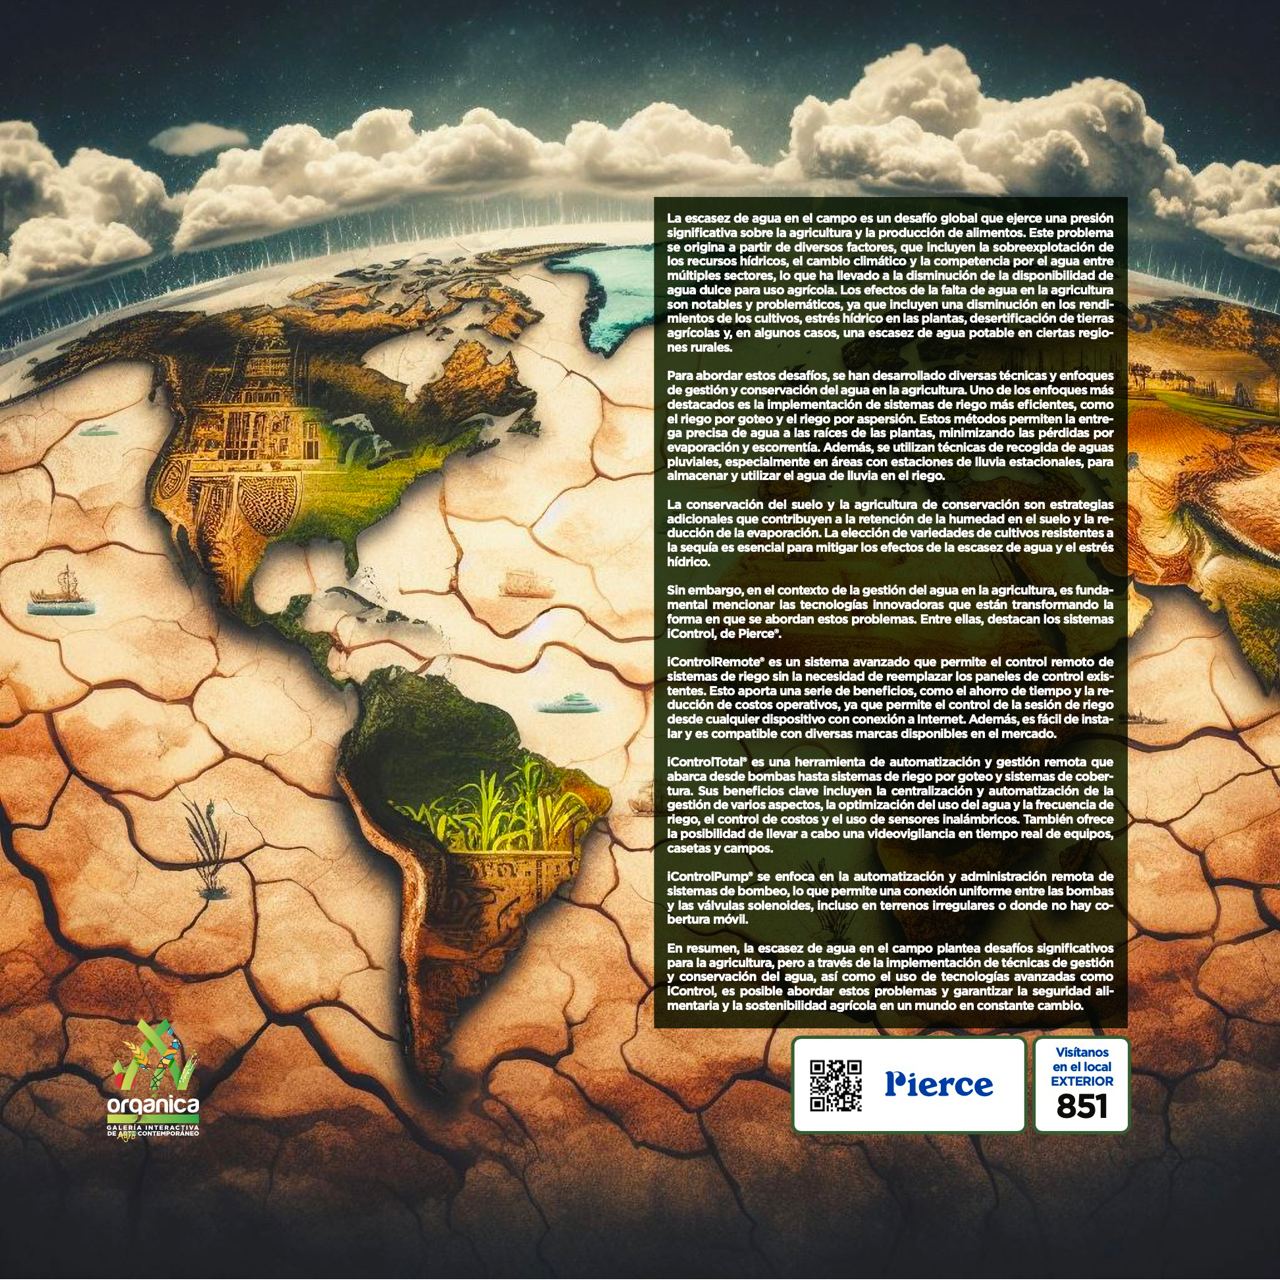 La escasez de agua en el campo es un desafío global que ejerce una presión
significativa sobre la agricultura y la producción de alimentos. Este problema
se origina a partir de diversos factores, que incluyen la sobreexplotación de
los recursos hídricos, el cambio climático y la competencia por el agua entre
múltiples sectores, lo que ha llevado a la disminución de la disponibilidad de
agua dulce para uso agrícola. Los efectos de la falta de agua en la agricultura
son notables y problemáticos, ya que incluyen una disminución en los rendi-
mientos de los cultivos, estrés hídrico en las plantas, desertificación de tierras
agrícolas y, en algunos casos, una escasez de agua potable en ciertas regio-
nes rurales.
Para abordar estos desafíos, se han desarrollado diversas técnicas y enfoques
de gestión y conservación del agua en la agricultura. Uno de los enfoques más
destacados es la implementación de sistemas de riego más eficientes, como
el riego por goteo y el riego por aspersión. Estos métodos permiten la entre-
ga precisa de agua a las raíces de las plantas, minimizando las pérdidas por
evaporación y escorrentía. Además, se utilizan técnicas de recogida de aguas
pluviales, especialmente en áreas con estaciones de lluvia estacionales, para
almacenar y utilizar el agua de lluvia en el riego.
La conservación del suelo y la agricultura de conservación son estrategias
adicionales que contribuyen a la retención de la humedad en el suelo y la re-
ducción de la evaporación. La elección de variedades de cultivos resistentes a
la sequía es esencial para mitigar los efectos de la escasez de agua y el estrés
hídrico.
Sin embargo, en el contexto de la gestión del agua en la agricultura, es funda-
mental mencionar las tecnologías innovadoras que están transformando la
forma en que se abordan estos problemas. Entre ellas, destacan los sistemas
iControl, de Pierce®.
iControlRemote® es un sistema avanzado que permite el control remoto de
sistemas de riego sin la necesidad de reemplazar los paneles de control exis-
tentes. Esto aporta una serie de beneficios, como el ahorro de tiempo y la re-
ducción de costos operativos, ya que permite el control de la sesión de riego
desde cualquier dispositivo con conexión a Internet. Además, es fácil de insta-
lar y es compatible con diversas marcas disponibles en el mercado.
iControlTotal® es una herramienta de automatización y gestión remota que
abarca desde bombas hasta sistemas de riego por goteo y sistemas de cober-
tura. Sus beneficios clave incluyen la centralización y automatización de la
gestión de varios aspectos, la optimización del uso del agua y la frecuencia de
riego, el control de costos y el uso de sensores inalámbricos. También ofrece
la posibilidad de llevar a cabo una videovigilancia en tiempo real de equipos,
casetas y campos.
iControlPump® se enfoca en la automatización y administración remota de
sistemas de bombeo, lo que permite una conexión uniforme entre las bombas
y las válvulas solenoides, incluso en terrenos irregulares o donde no hay co-
bertura móvil.
En resumen, la escasez de agua en el campo plantea desafíos significativos
para la agricultura, pero a través de la implementación de técnicas de gestión
y conservación del agua, así como el uso de tecnologías avanzadas como
iControl, es posible abordar estos problemas y garantizar la seguridad ali-
mentaria y la sostenibilidad agrícola en un mundo en constante cambio.
Pierce
Visítanos
en el local
EXTERIOR
851
organica
GALERÍA INTERACTIVA
DE ARTE CONTEMPORÁNEO
Agro